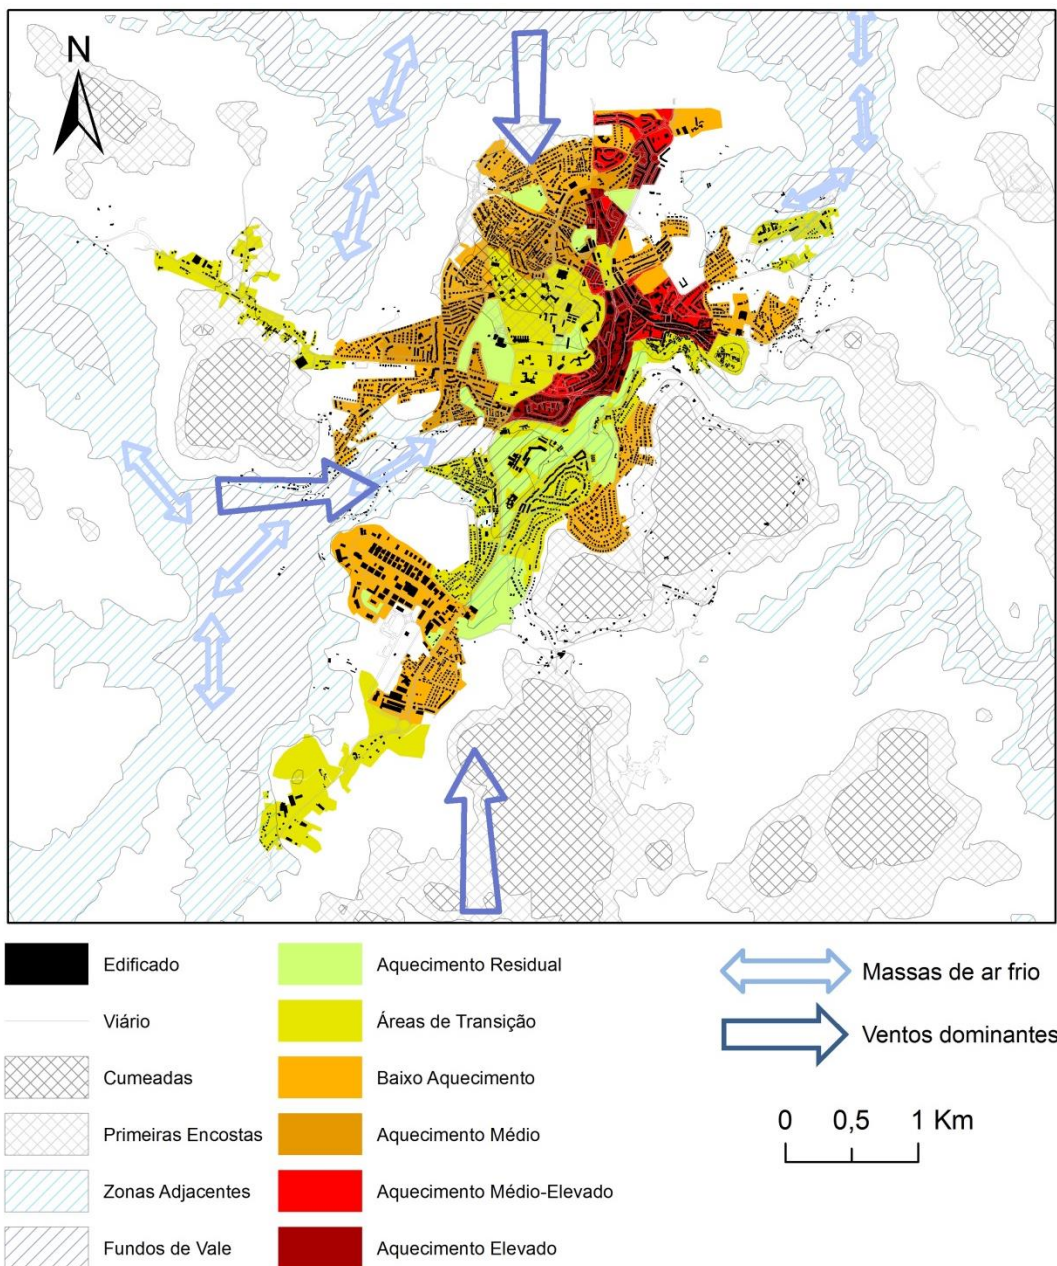 N
Edificado
Viário
Cumeadas
Primeiras Encostas
Zonas Adjacentes
Fundos de Vale
Aquecimento Residual
Áreas de Transição
Baixo Aquecimento
Aquecimento Médio
Aquecimento Médio-Elevado
Aquecimento Elevado
Massas de ar frio
Ventos dominantes
0 0,5 1 Km